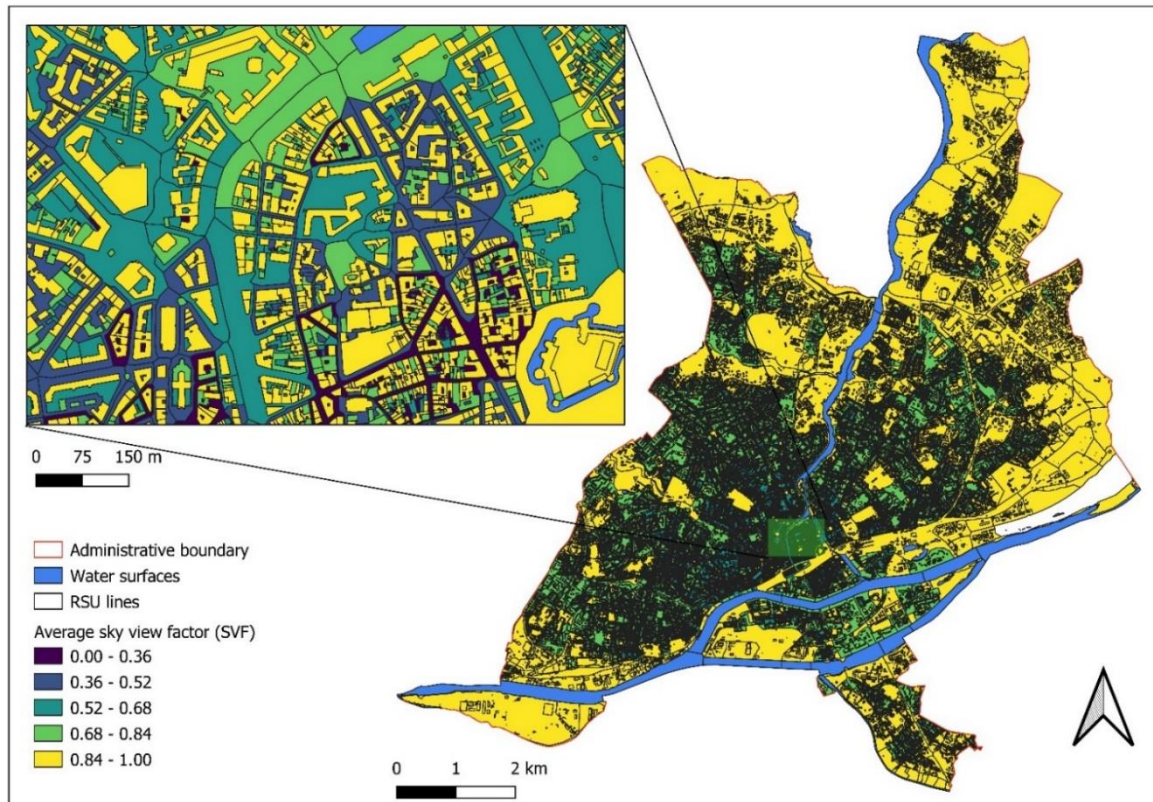 0 75 150 m
Administrative boundary
Water surfaces
RSU lines
Average sky view factor (SVF)
0.00 - 0.36
0.36 - 0.52
0.52 - 0.68
0.68 - 0.84
0.84 - 1.00
0 1 2 km